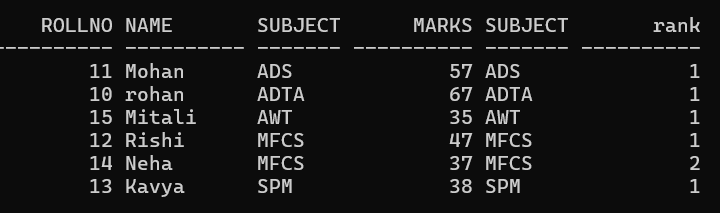 ROLLNO NAME SUBJECT MARKS SUBJECT rank
---------- ---------- ------- ---------- ------- ----------
11 Mohan ADS 57 ADS 1
10 rohan ADTA 67 ADTA 1
15 Mitali AWT 35 AWT 1
12 Rishi MFCS 47 MFCS 1
14 Neha MFCS 37 MFCS 2
13 Kavya SPM 38 SPM 1